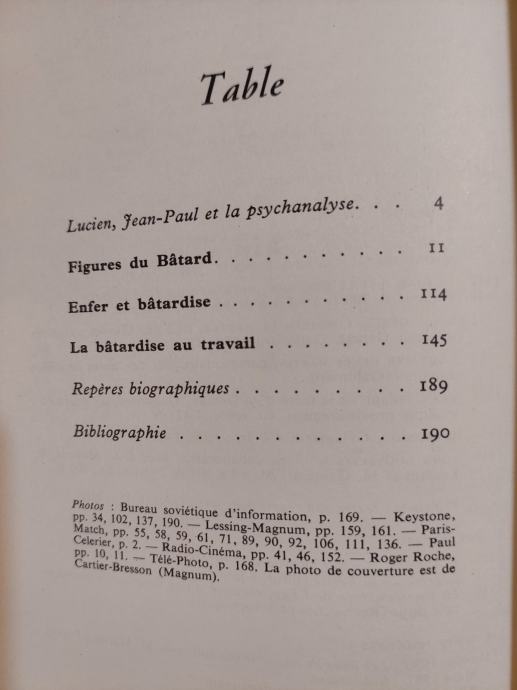 Table
Lucien, Jean-Paul et la psychanalyse. . . 4
Figures du Bâtard. . . . . . . . . . 11
Enfer et bâtardise . . . . . . . . . . 114
La bâtardise au travail . . . . . . . . 145
Repères biographiques . . . . . . . . . 189
Bibliographie . . . . . . . . . . . . 190
Photos : Bureau soviétique d'information, p. 169. — Keystone,
pp. 34, 102, 137, 190. — Lessing-Magnum, pp. 159, 161. — Paris-
Match, pp. 55, 58, 59, 61, 71, 89, 90, 92, 106, 111, 136. — Paul
Celerier, p. 2. — Radio-Cinéma, pp. 41, 46, 152. — Roger Roche,
pp. 10, 11. — Télé-Photo, p. 168. La photo de couverture est de
Cartier-Bresson (Magnum).